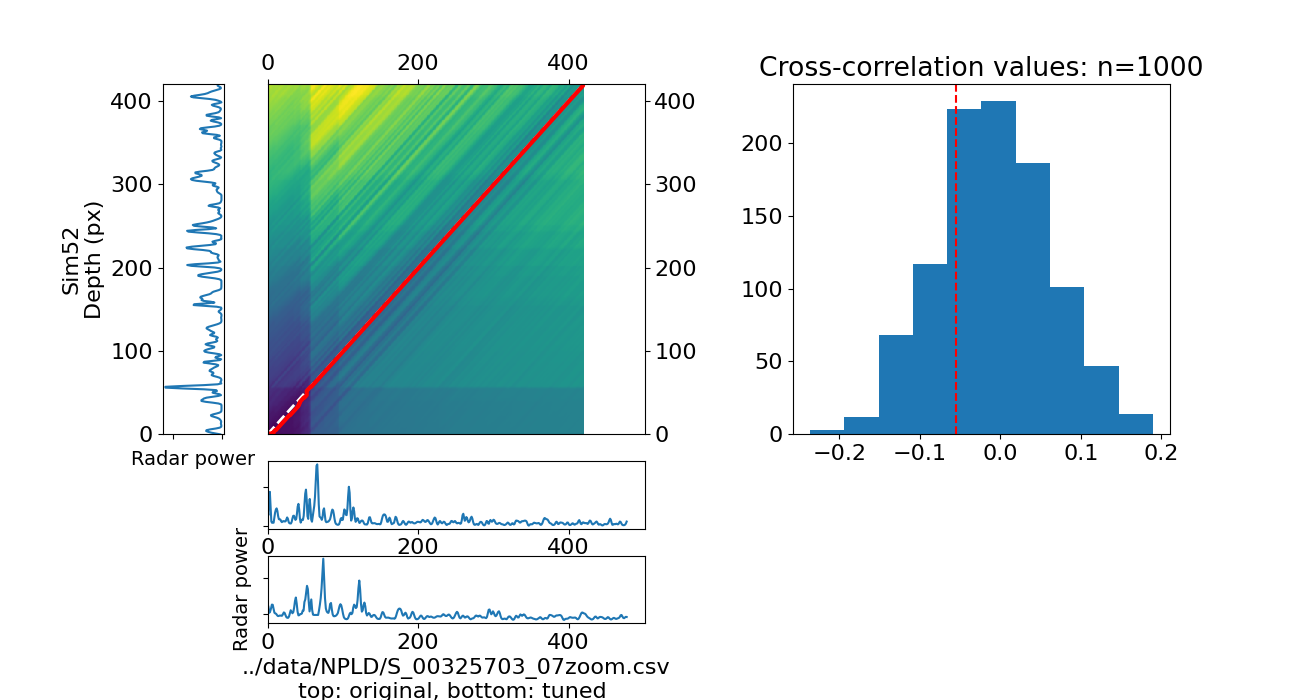 0 200 400
Cross-correlation values: n=1000
400
300
200
100
0
Sim52
Depth (px)
Radar power
400
300
200
100
0
200
150
100
50
0
−0.2 −0.1 0.0 0.1 0.2
0 200 400
Radar power
0 200 400
../data/NPLD/S_00325703_07zoom.csv
top: original, bottom: tuned